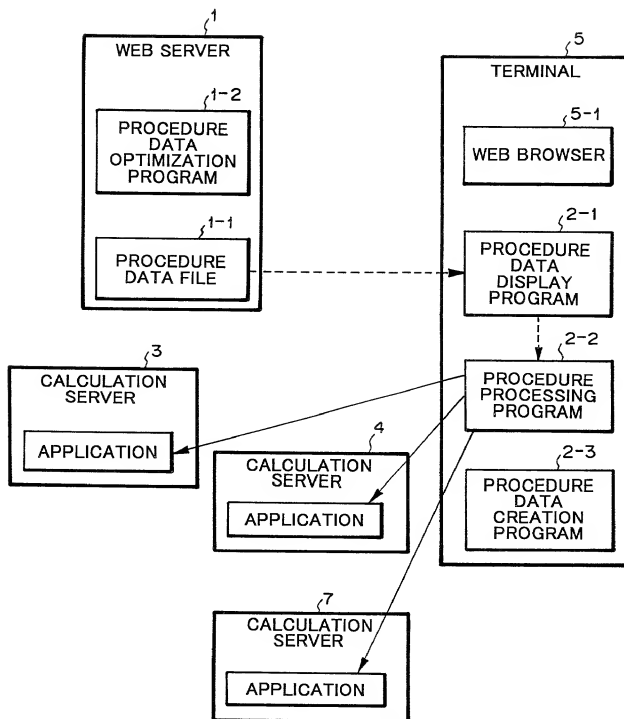 1
WEB SERVER
1-2
PROCEDURE
DATA
OPTIMIZATION
PROGRAM
1-1
PROCEDURE
DATA FILE
5
TERMINAL
5-1
WEB BROWSER
2-1
PROCEDURE
DATA
DISPLAY
PROGRAM
2-2
PROCEDURE
PROCESSING
PROGRAM
2-3
PROCEDURE
DATA
CREATION
PROGRAM
3
CALCULATION
SERVER
APPLICATION
4
CALCULATION
SERVER
APPLICATION
7
CALCULATION
SERVER
APPLICATION